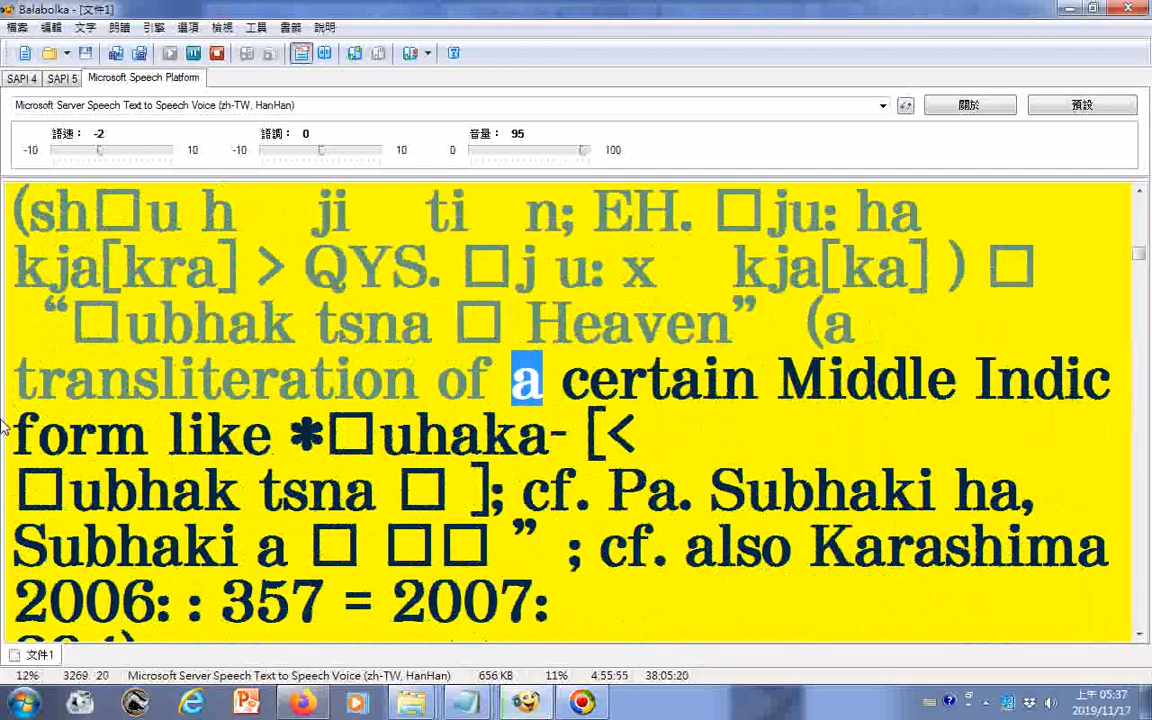 Balabolka - [文件1]
檔案 編輯 文字 朗讀 引擎 選項 檢視 工具 書籤 說明
SAPI 4 SAPI 5 Microsoft Speech Platform
Microsoft Server Speech Text to Speech Voice (zh-TW, HanHan) 關於 預設
語速： -2 語調： 0 音量： 95
-10 10 -10 10 0 100
(sh□u h ji ti n; EH. □ju: ha
kja[kra] > QYS. □j u: x kja[ka] ) □
“□ubhak tsna □ Heaven” (a
transliteration of a certain Middle Indic
form like *□uhaka- [<
□ubhak tsna □ ]; cf. Pa. Subhaki ha,
Subhaki a □ □□ ” ; cf. also Karashima
2006: : 357 = 2007:
文件1
12% 3269. 20 Microsoft Server Speech Text to Speech Voice (zh-TW, HanHan) 656 KB 11% 4:55:55 38:05:20
上午 05:37
2019/11/17